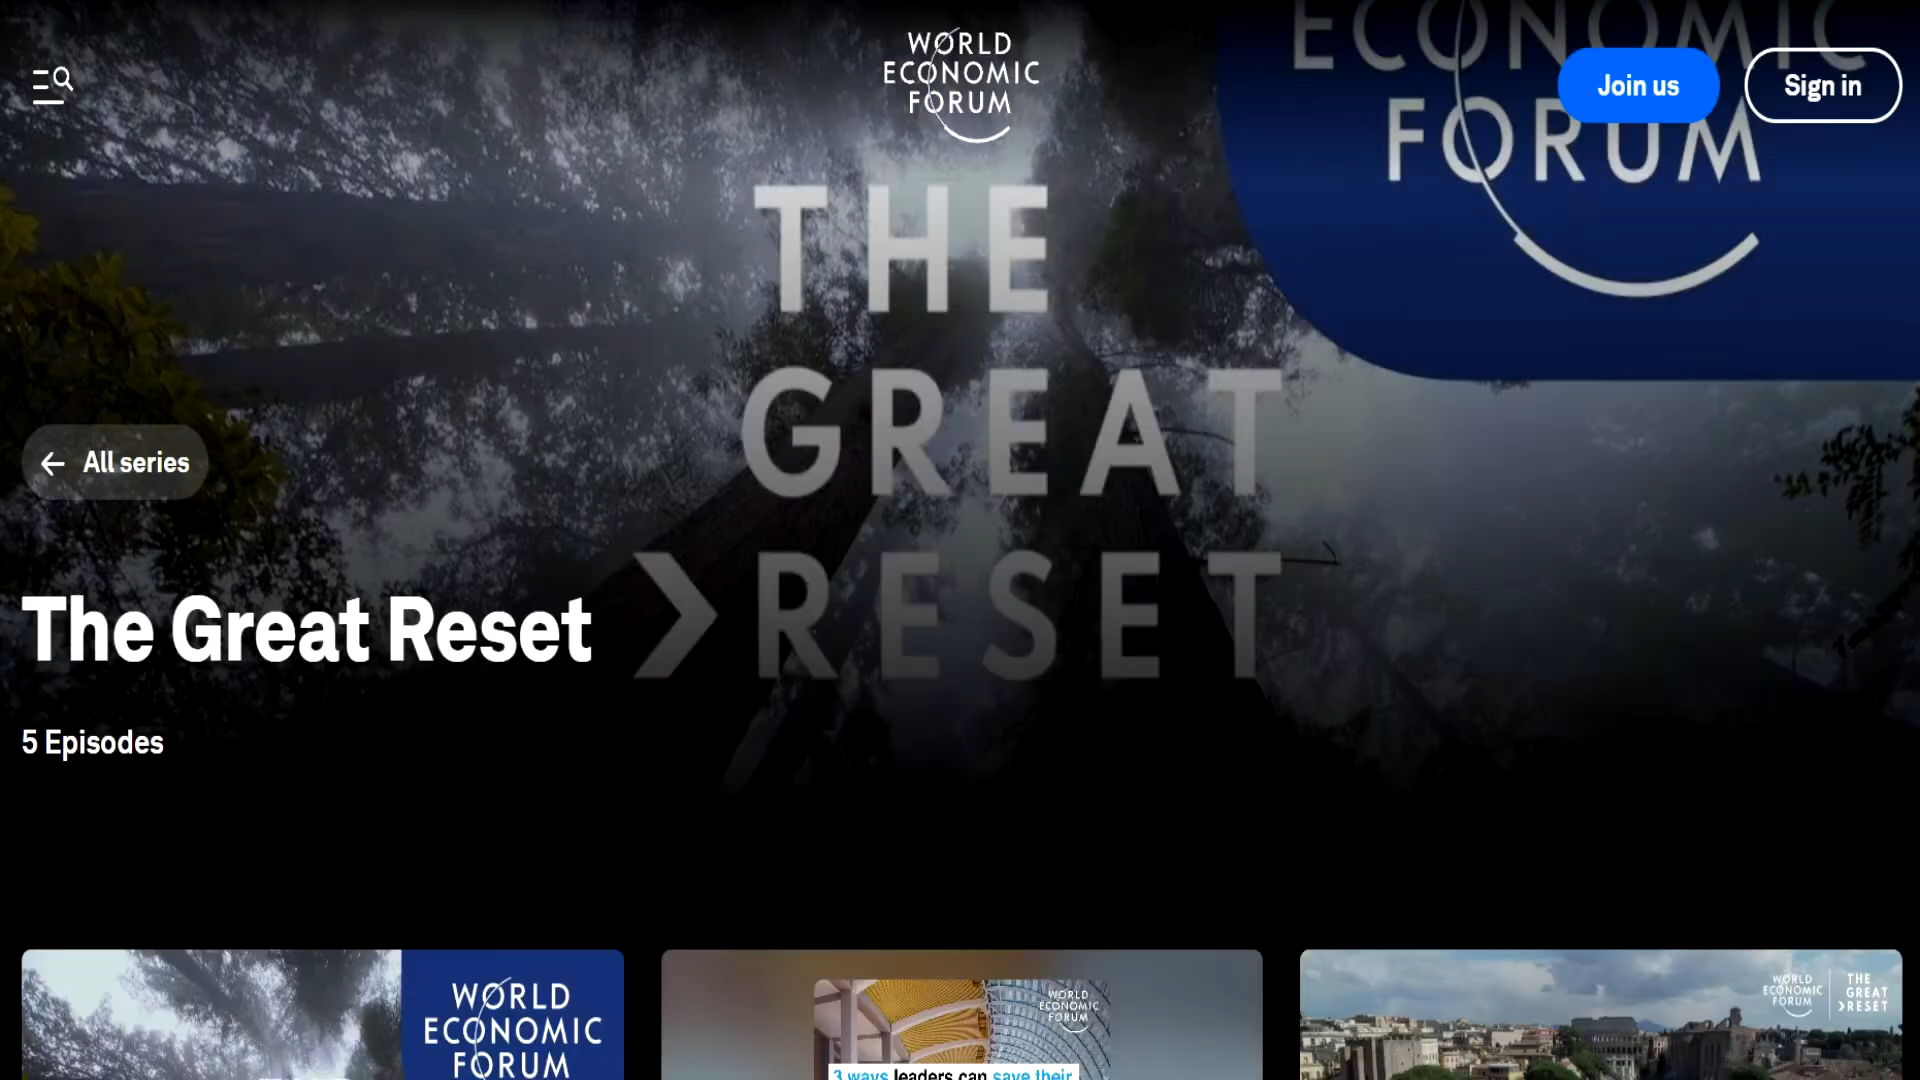 WORLD
ECONOMIC
FORUM
ECONOMIC
FORUM
Join us
Sign in
THE
GREAT
RESET
All series
The Great Reset
5 Episodes
WORLD
ECONOMIC
FORUM
WORLD
ECONOMIC
FORUM
3 ways leaders can save their
WORLD
ECONOMIC
FORUM
THE
GREAT
RESET